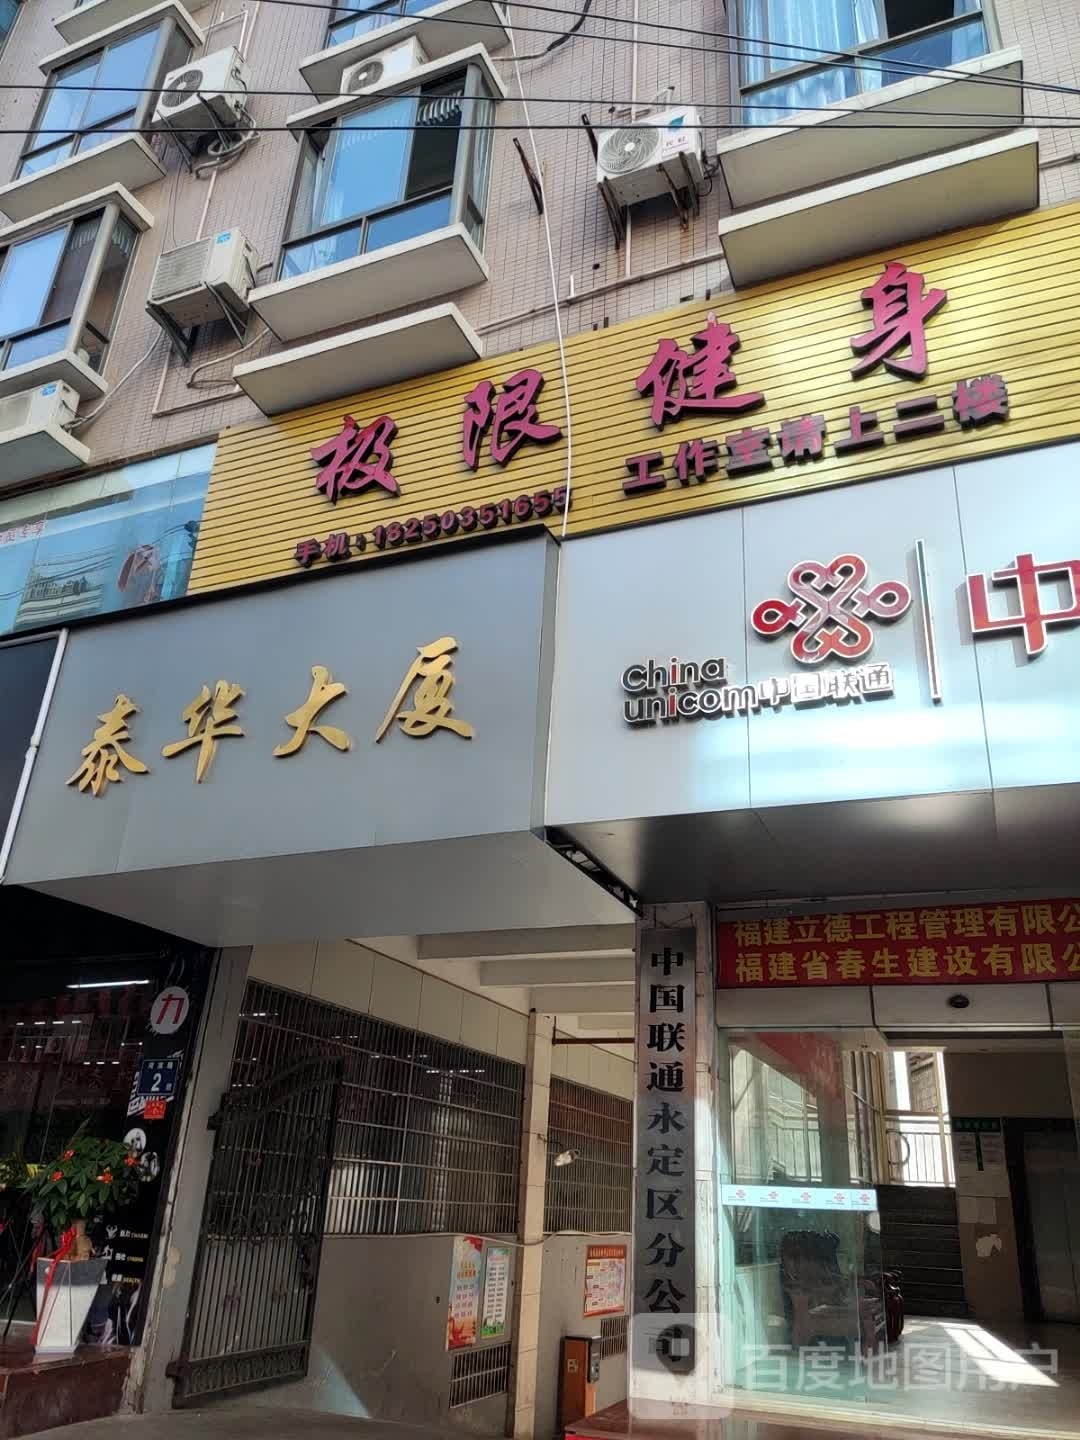 极限健身
工作室请上二楼
手机:18250351655
China
unicom中国联通
中
泰华大厦
福建立德工程管理有限公
福建省春生建设有限公
中国联通永定区分公司
力
2
百度地图用户